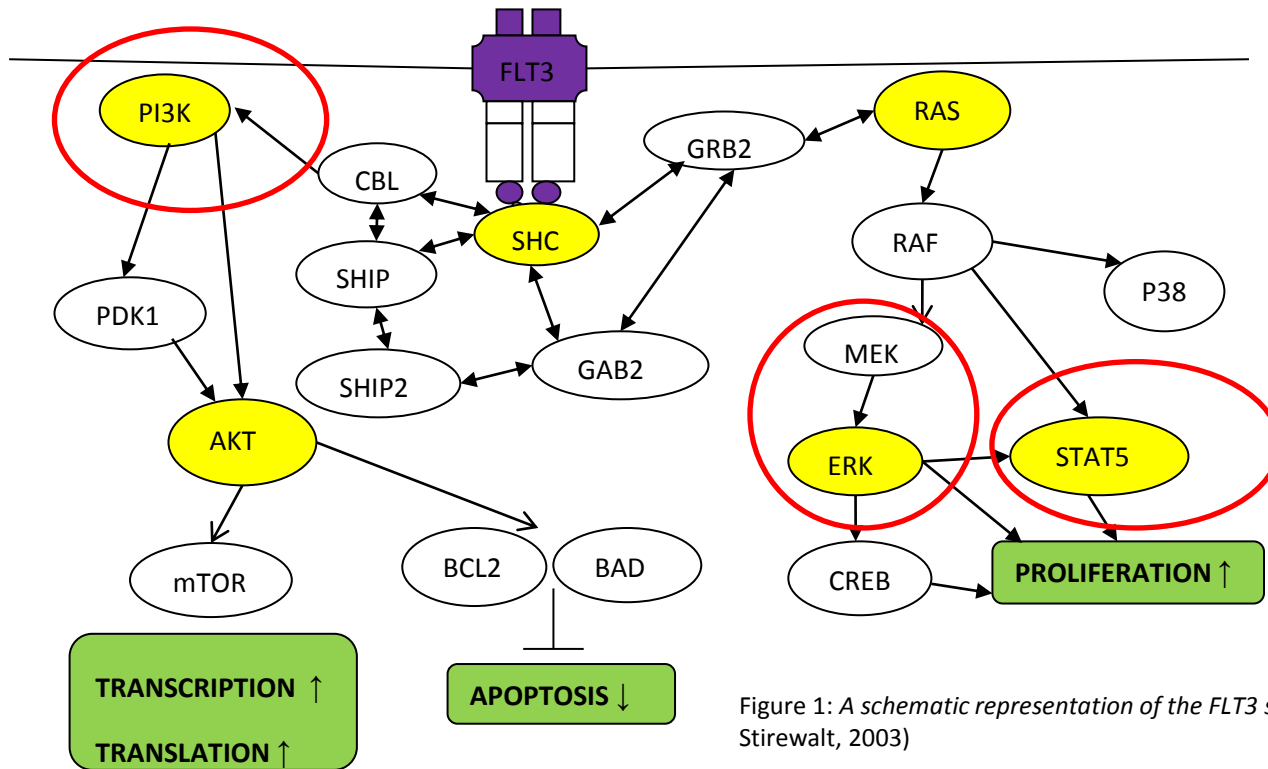 FLT3
PI3K
RAS
GRB2
CBL
SHC
RAF
SHIP
P38
PDK1
MEK
GAB2
SHIP2
AKT
ERK
STAT5
BCL2
BAD
mTOR
CREB
PROLIFERATION ↑
TRANSCRIPTION ↑
TRANSLATION ↑
APOPTOSIS ↓
Figure 1: A schematic representation of the FLT3 s
Stirewalt, 2003)